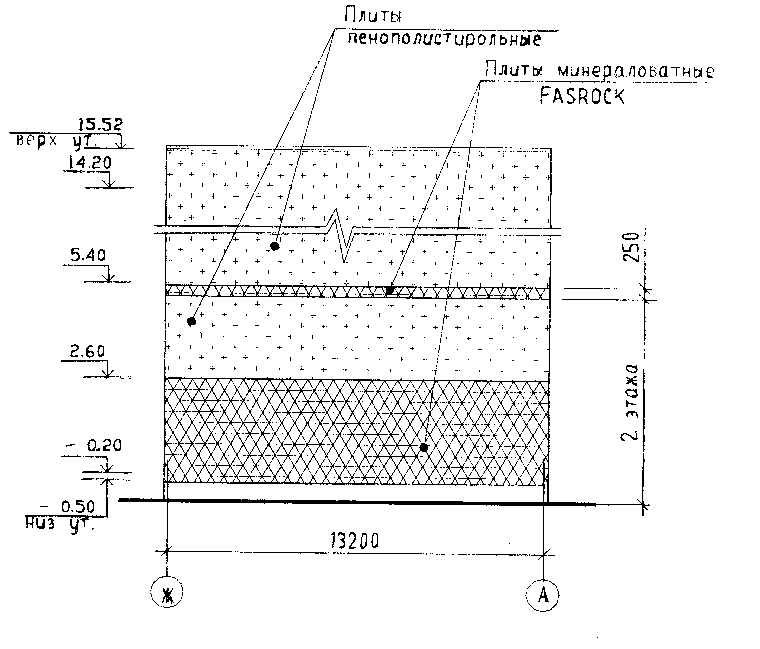 Плиты
пенополистирольные
Плиты минераловатные
FASROCK
15.52
верх ут.
14.20
5.40
250
2.60
2 этажа
- 0.20
- 0.50
низ ут.
13200
Ж
А